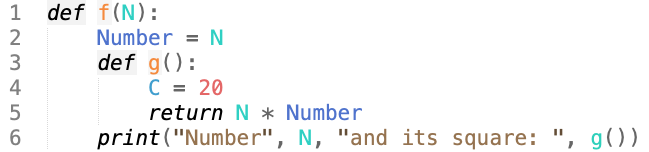 1 def f(N):
2     Number = N
3     def g():
4         C = 20
5         return N * Number
6     print("Number", N, "and its square: ", g())